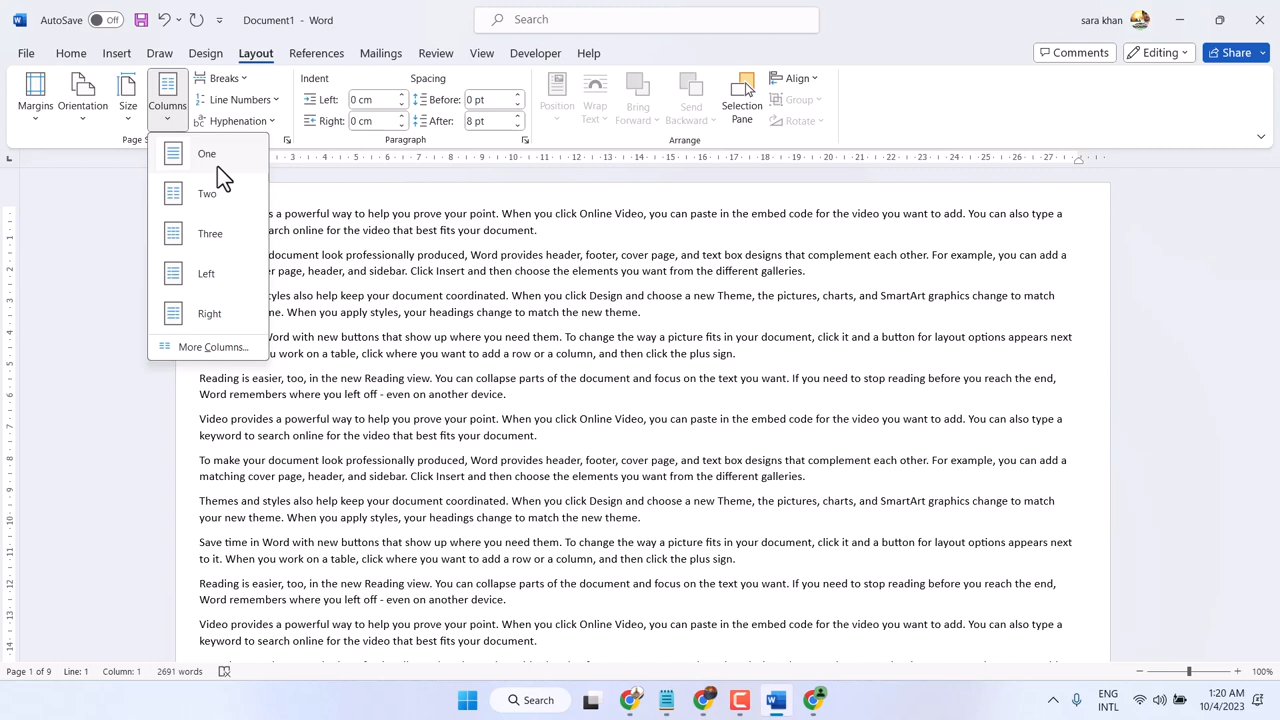 AutoSave Off Document1 - Word Search sara khan
File Home Insert Draw Design Layout References Mailings Review View Developer Help Comments Editing Share
Margins Orientation Size Columns Breaks Line Numbers Hyphenation
Indent Left: 0 cm Right: 0 cm
Spacing Before: 0 pt After: 8 pt
Position Wrap Text Bring Forward Send Backward Selection Pane Align Group Rotate
Page S Paragraph Arrange
One
Two
Three
Left
Right
More Columns...
3 4 5 6 7 8 9 10 11 12 13 14 15 16 17 18 19 20 21 22 23 24
s a powerful way to help you prove your point. When you click Online Video, you can paste in the embed code for the video you want to add. You can also type a
arch online for the video that best fits your document.
document look professionally produced, Word provides header, footer, cover page, and text box designs that complement each other. For example, you can add a
er page, header, and sidebar. Click Insert and then choose the elements you want from the different galleries.
tyles also help keep your document coordinated. When you click Design and choose a new Theme, the pictures, charts, and SmartArt graphics change to match
me. When you apply styles, your headings change to match the new theme.
Word with new buttons that show up where you need them. To change the way a picture fits in your document, click it and a button for layout options appears next
u work on a table, click where you want to add a row or a column, and then click the plus sign.
Reading is easier, too, in the new Reading view. You can collapse parts of the document and focus on the text you want. If you need to stop reading before you reach the end,
Word remembers where you left off - even on another device.
Video provides a powerful way to help you prove your point. When you click Online Video, you can paste in the embed code for the video you want to add. You can also type a
keyword to search online for the video that best fits your document.
To make your document look professionally produced, Word provides header, footer, cover page, and text box designs that complement each other. For example, you can add a
matching cover page, header, and sidebar. Click Insert and then choose the elements you want from the different galleries.
Themes and styles also help keep your document coordinated. When you click Design and choose a new Theme, the pictures, charts, and SmartArt graphics change to match
your new theme. When you apply styles, your headings change to match the new theme.
Save time in Word with new buttons that show up where you need them. To change the way a picture fits in your document, click it and a button for layout options appears next
to it. When you work on a table, click where you want to add a row or a column, and then click the plus sign.
Reading is easier, too, in the new Reading view. You can collapse parts of the document and focus on the text you want. If you need to stop reading before you reach the end,
Word remembers where you left off - even on another device.
Video provides a powerful way to help you prove your point. When you click Online Video, you can paste in the embed code for the video you want to add. You can also type a
keyword to search online for the video that best fits your document.
Page 1 of 9 Line: 1 Column: 1 2691 words 100%
Search ENG INTL 1:20 AM 10/4/2023